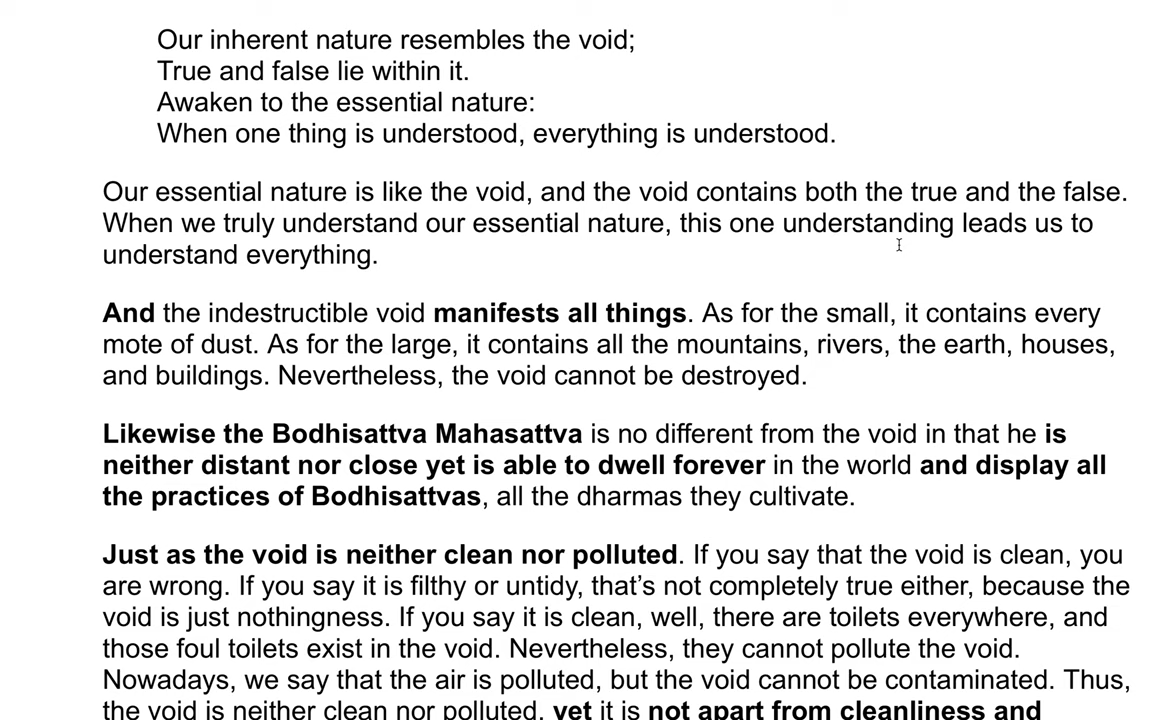 Our inherent nature resembles the void;
True and false lie within it.
Awaken to the essential nature:
When one thing is understood, everything is understood.
Our essential nature is like the void, and the void contains both the true and the false.
When we truly understand our essential nature, this one understanding leads us to
understand everything.
And the indestructible void manifests all things. As for the small, it contains every
mote of dust. As for the large, it contains all the mountains, rivers, the earth, houses,
and buildings. Nevertheless, the void cannot be destroyed.
Likewise the Bodhisattva Mahasattva is no different from the void in that he is
neither distant nor close yet is able to dwell forever in the world and display all
the practices of Bodhisattvas, all the dharmas they cultivate.
Just as the void is neither clean nor polluted. If you say that the void is clean, you
are wrong. If you say it is filthy or untidy, that's not completely true either, because the
void is just nothingness. If you say it is clean, well, there are toilets everywhere, and
those foul toilets exist in the void. Nevertheless, they cannot pollute the void.
Nowadays, we say that the air is polluted, but the void cannot be contaminated. Thus,
the void is neither clean nor polluted, yet it is not apart from cleanliness and